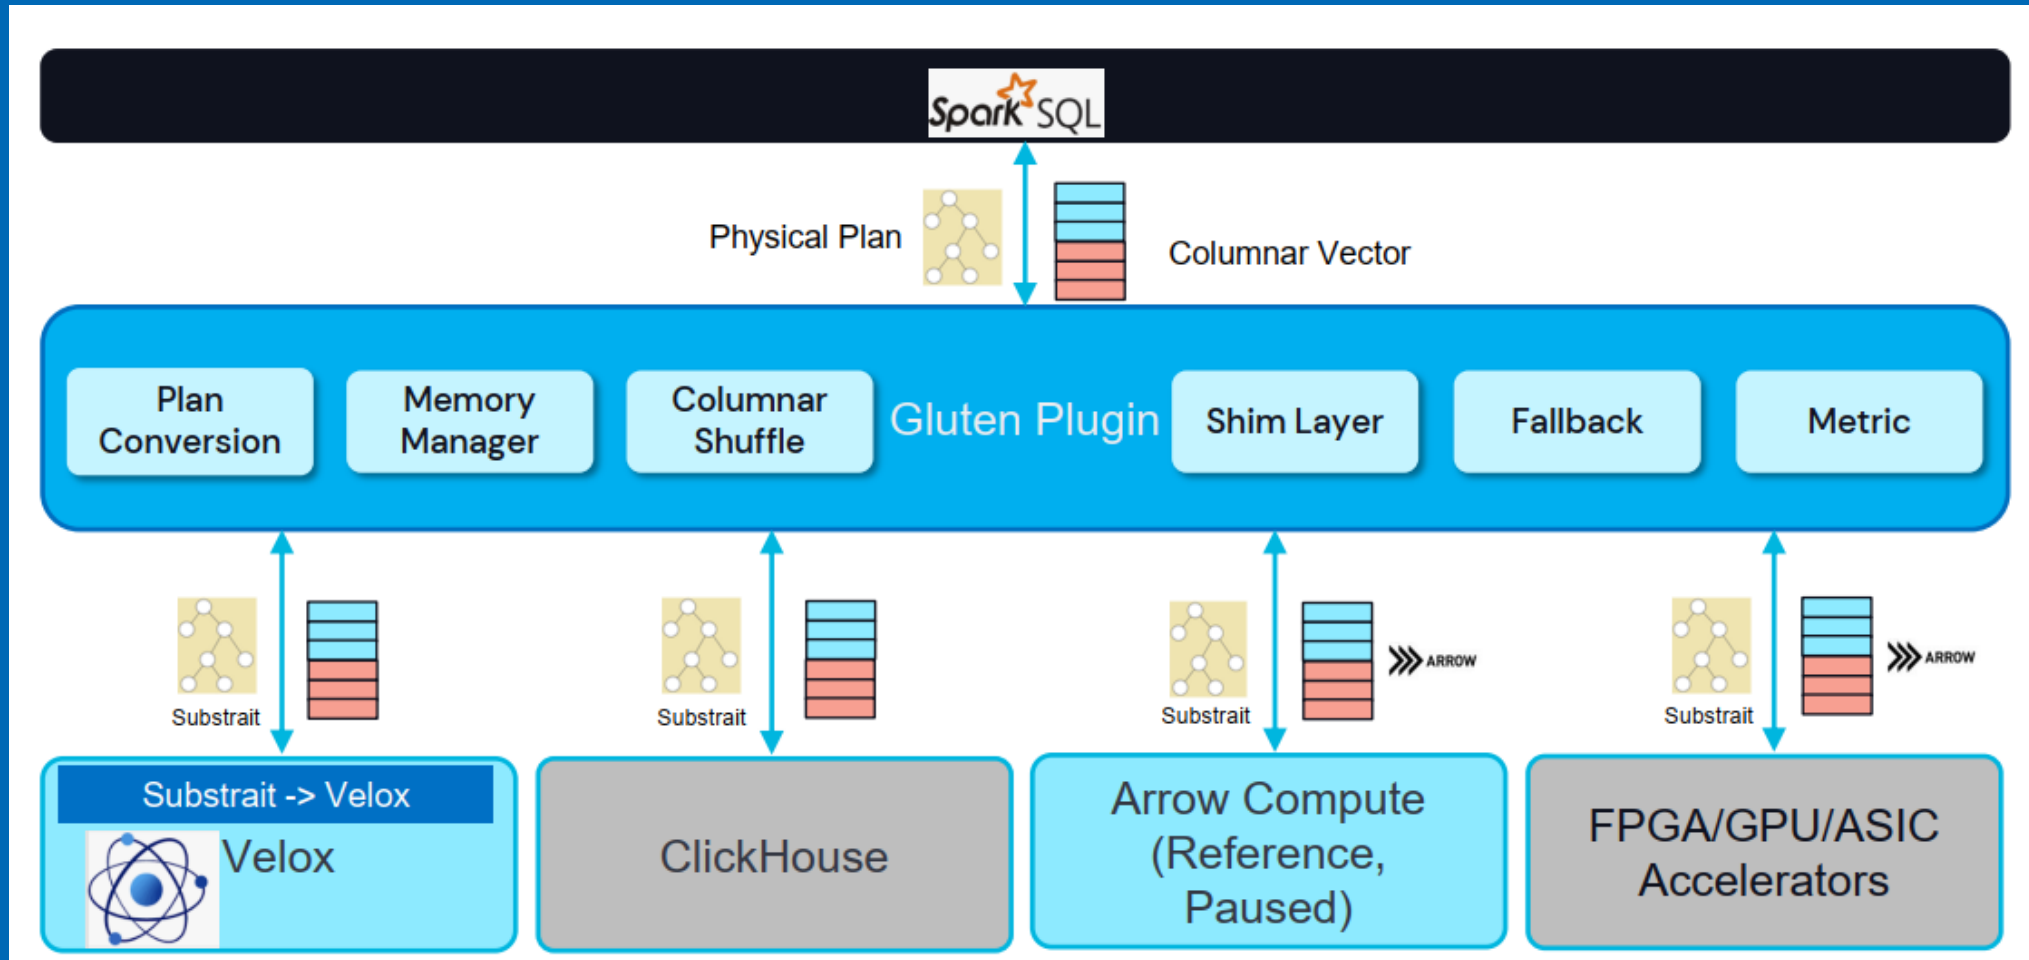 Spark SQL
Physical Plan
Columnar Vector
Plan
Conversion
Memory
Manager
Columnar
Shuffle
Gluten Plugin
Shim Layer
Fallback
Metric
Substrait
Substrait
Substrait
ARROW
Substrait
ARROW
Substrait -> Velox
Velox
ClickHouse
Arrow Compute
(Reference,
Paused)
FPGA/GPU/ASIC
Accelerators